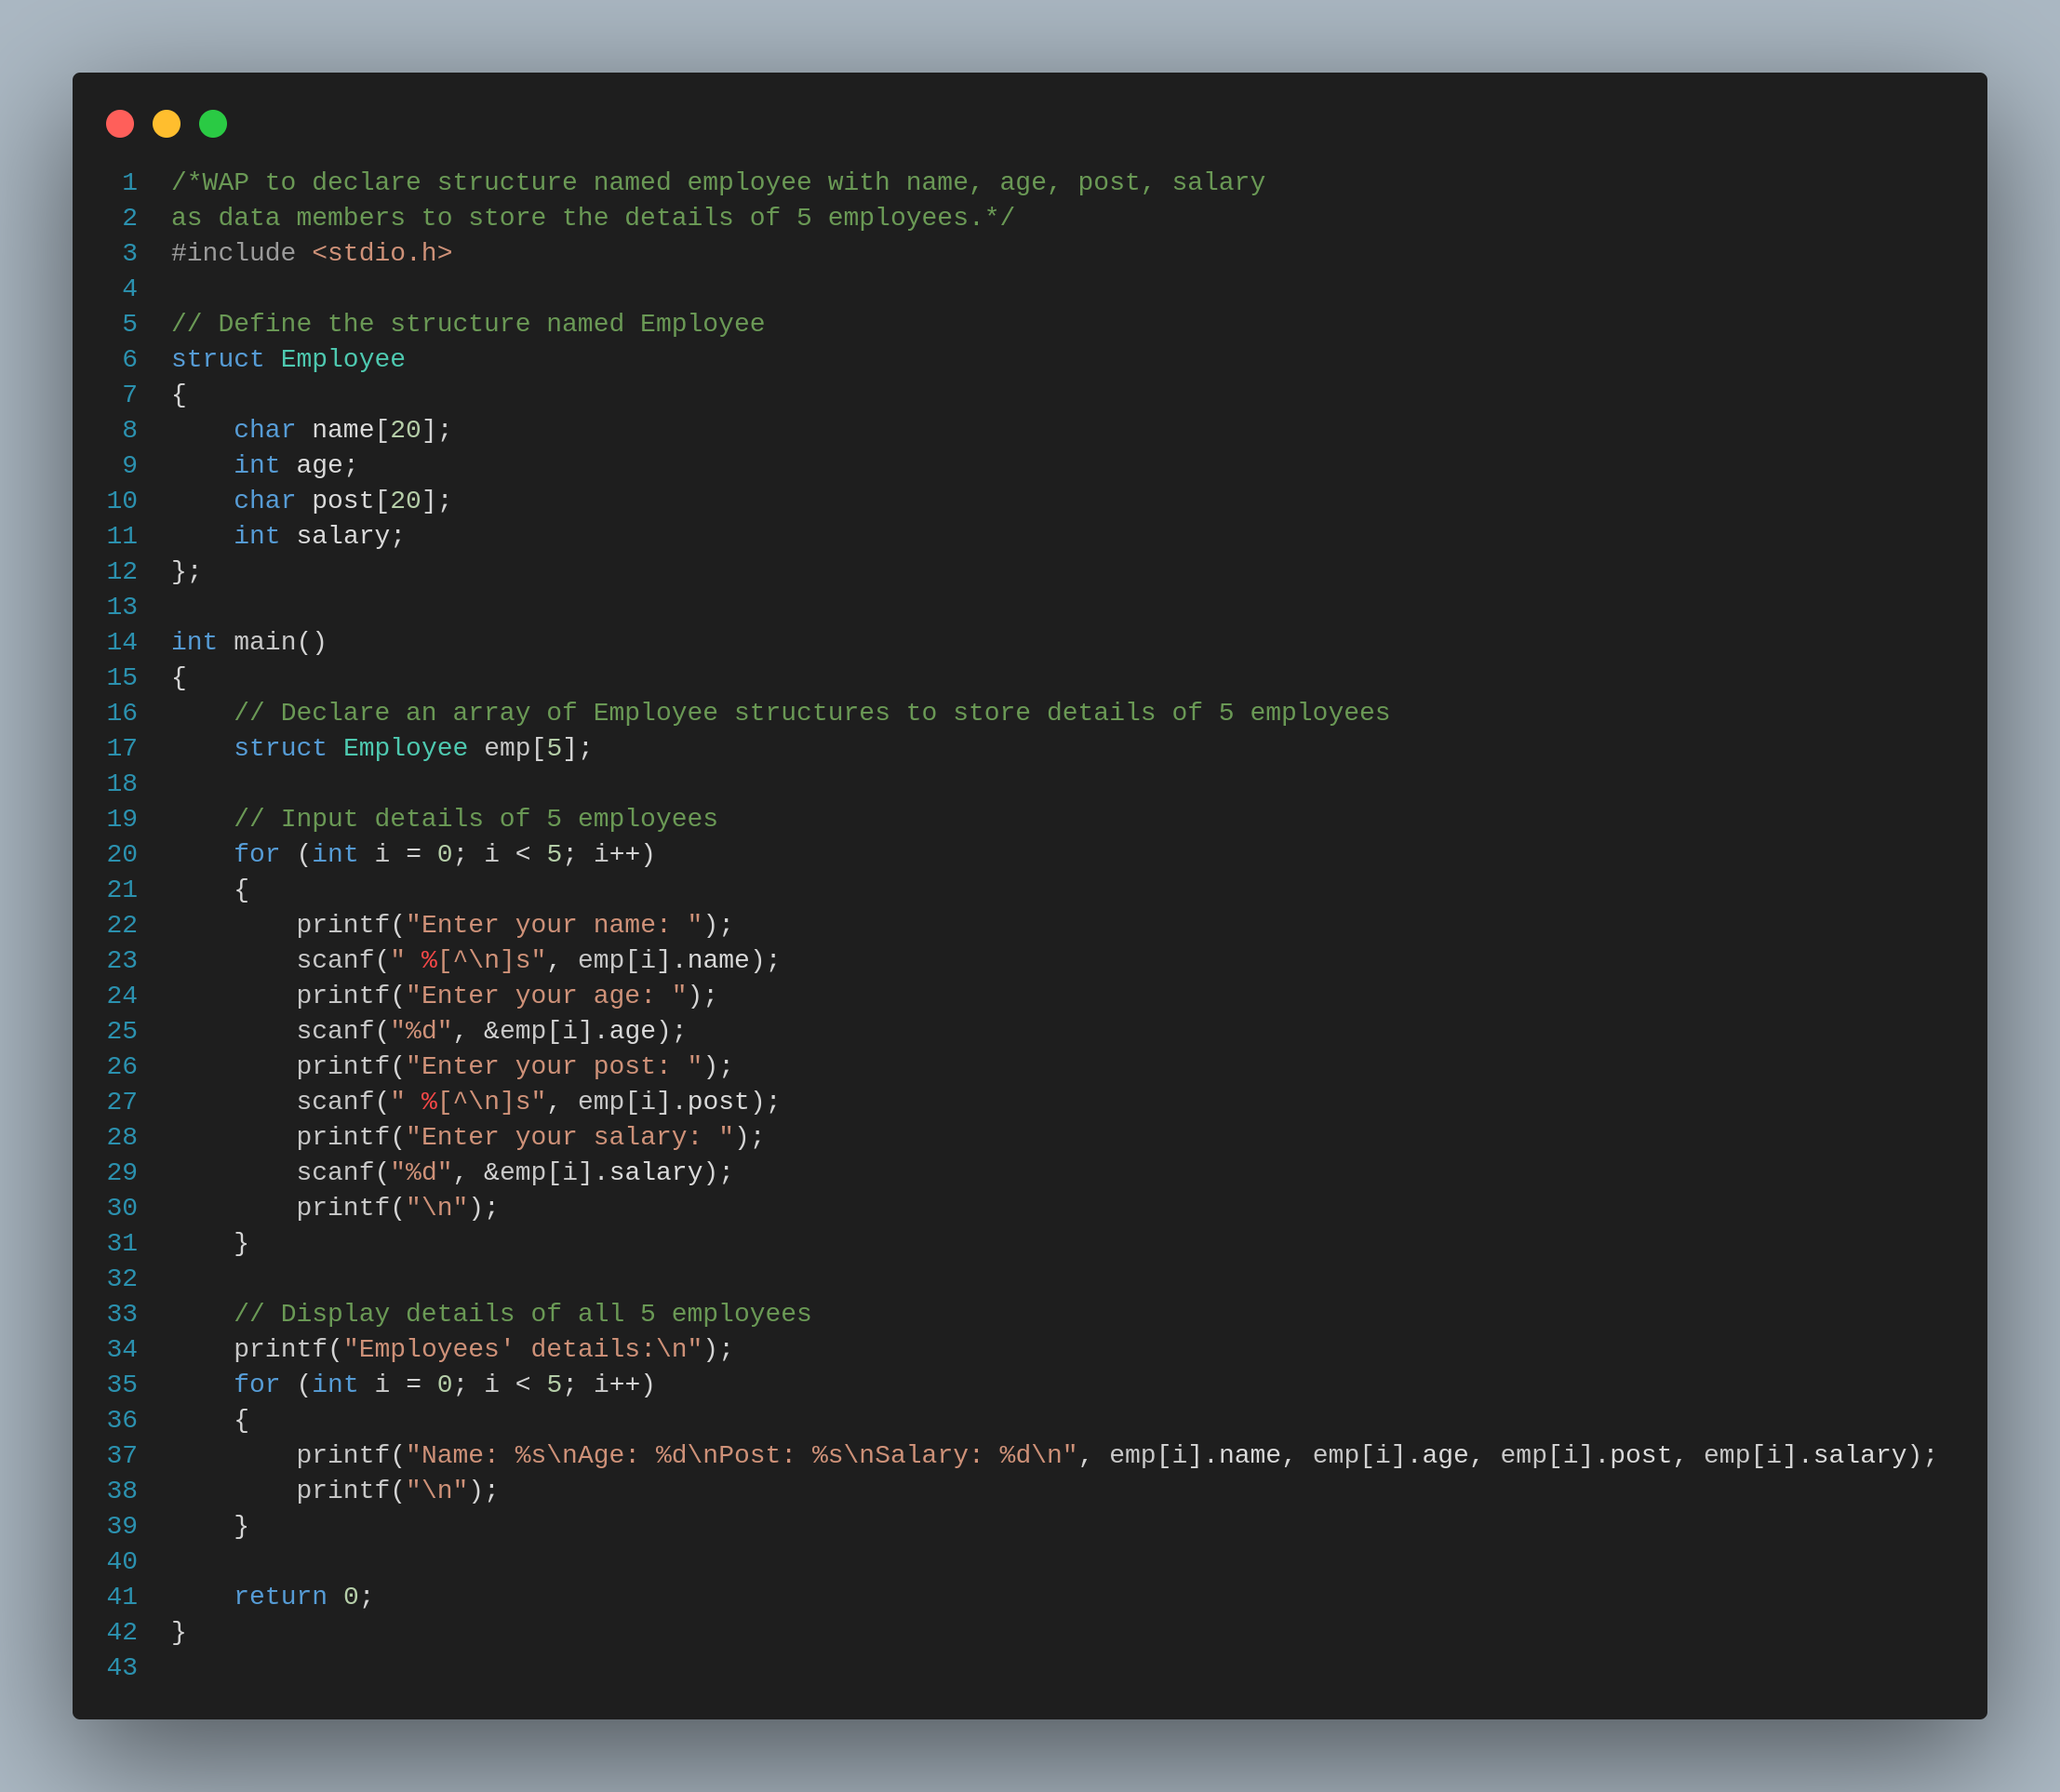 1 /*WAP to declare structure named employee with name, age, post, salary
2 as data members to store the details of 5 employees.*/
3 #include <stdio.h>
4
5 // Define the structure named Employee
6 struct Employee
7 {
8     char name[20];
9     int age;
10     char post[20];
11     int salary;
12 };
13
14 int main()
15 {
16     // Declare an array of Employee structures to store details of 5 employees
17     struct Employee emp[5];
18
19     // Input details of 5 employees
20     for (int i = 0; i < 5; i++)
21     {
22         printf("Enter your name: ");
23         scanf(" %[^\n]s", emp[i].name);
24         printf("Enter your age: ");
25         scanf("%d", &emp[i].age);
26         printf("Enter your post: ");
27         scanf(" %[^\n]s", emp[i].post);
28         printf("Enter your salary: ");
29         scanf("%d", &emp[i].salary);
30         printf("\n");
31     }
32
33     // Display details of all 5 employees
34     printf("Employees' details:\n");
35     for (int i = 0; i < 5; i++)
36     {
37         printf("Name: %s\nAge: %d\nPost: %s\nSalary: %d\n", emp[i].name, emp[i].age, emp[i].post, emp[i].salary);
38         printf("\n");
39     }
40
41     return 0;
42 }
43